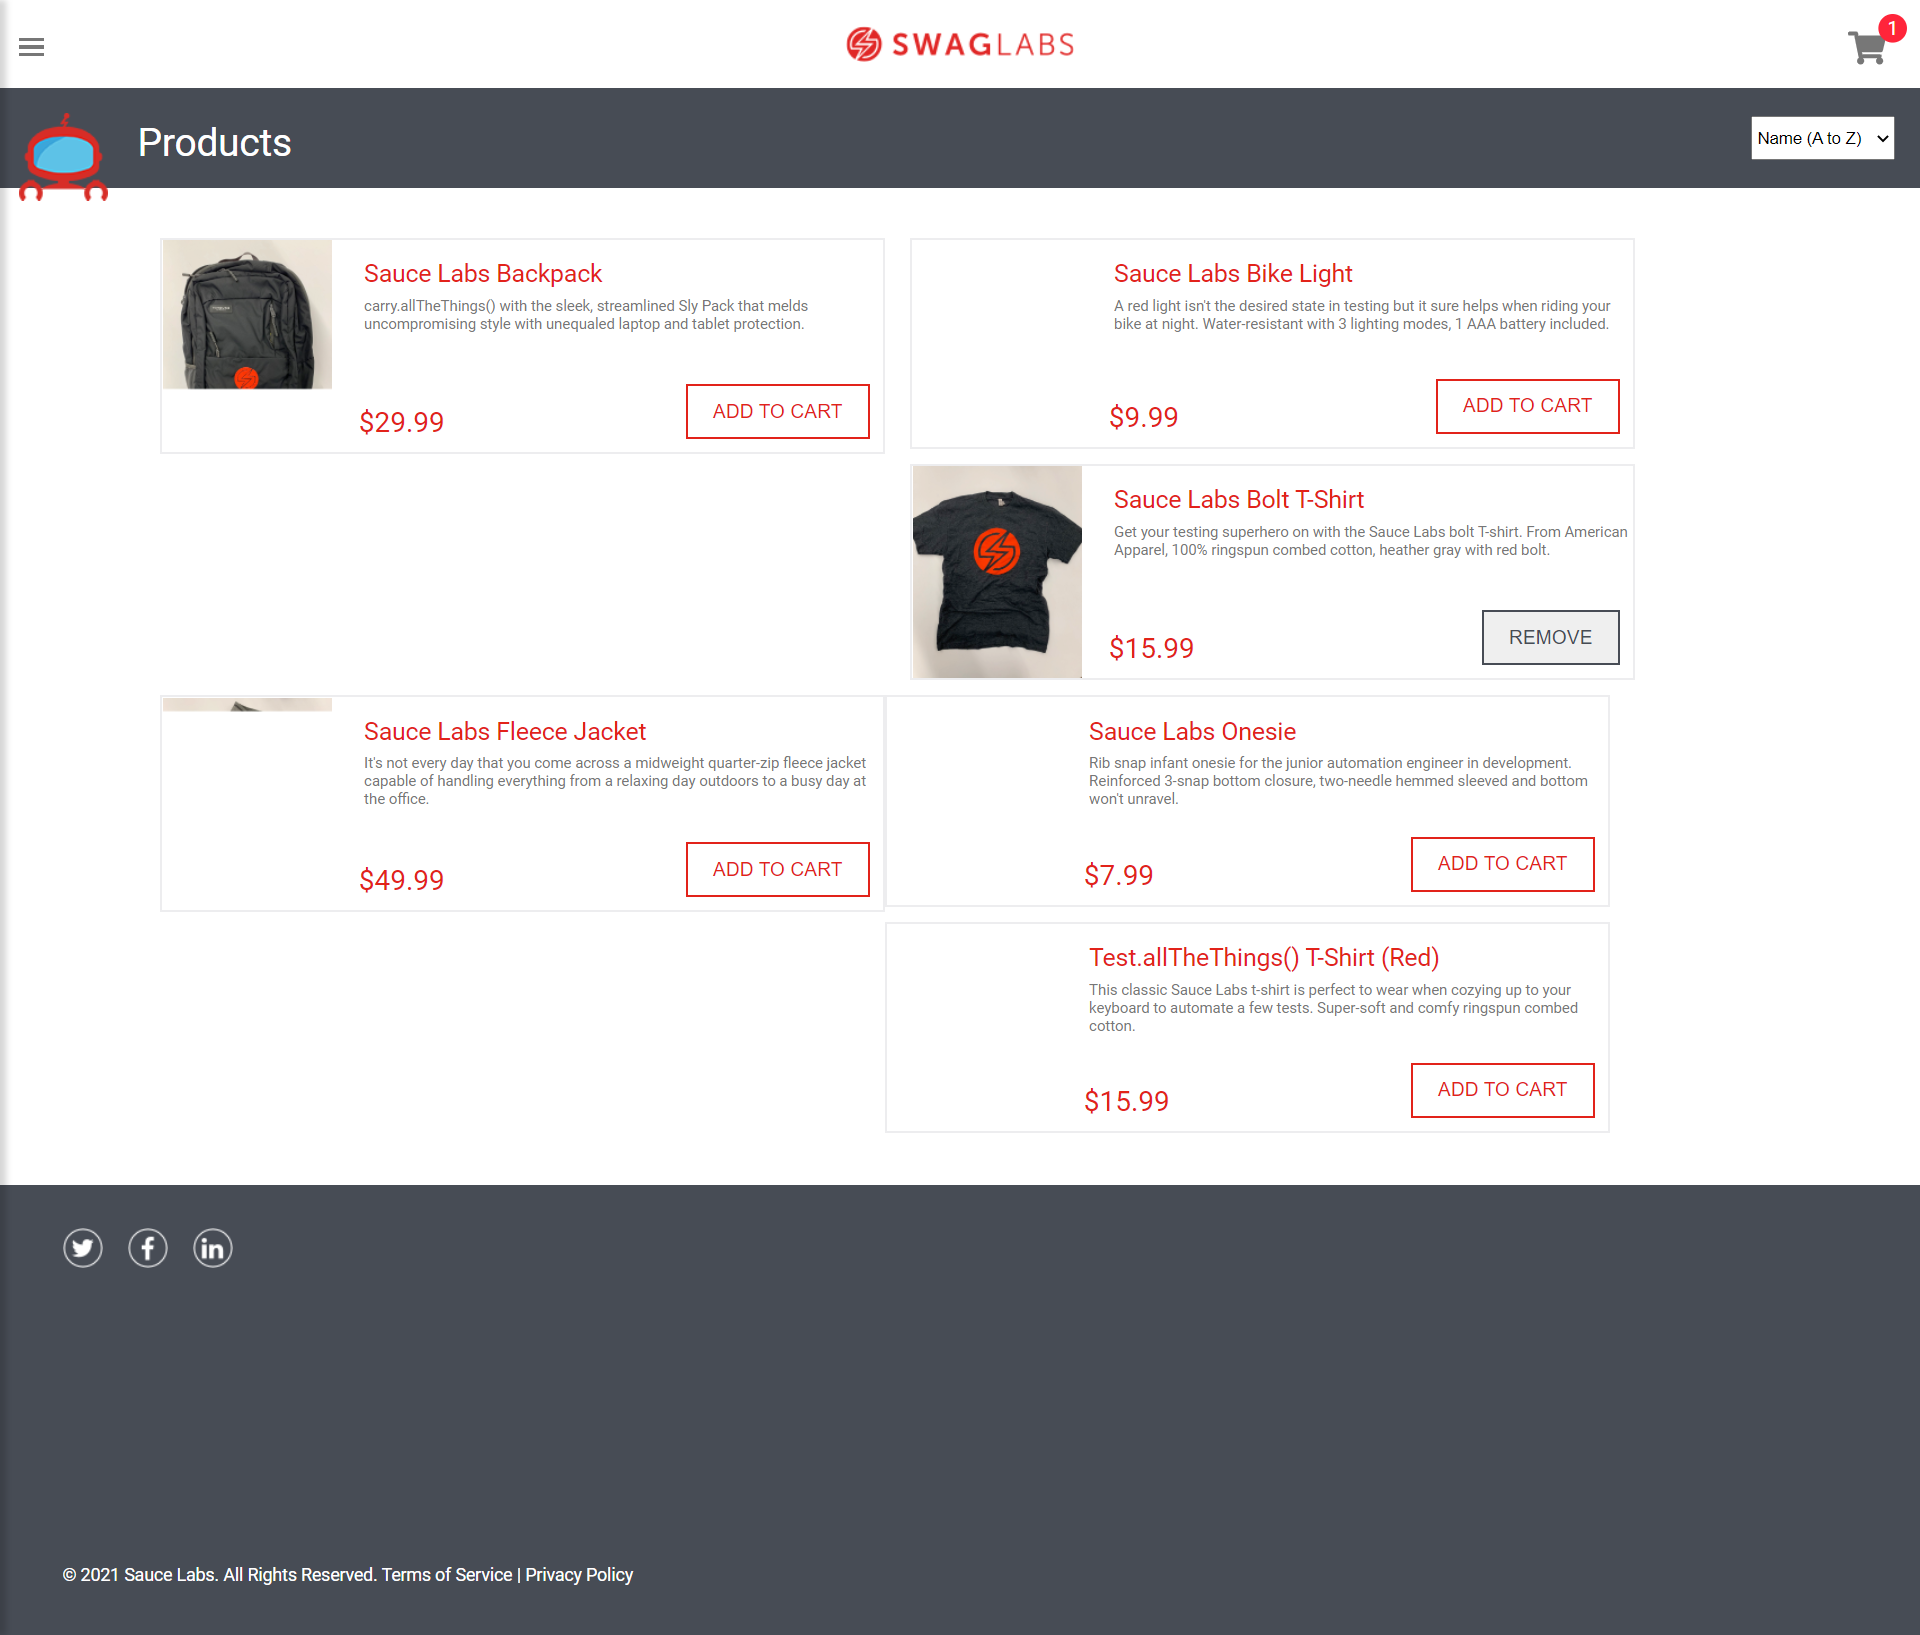 SWAGLABS
1
Products
Name (A to Z)
Sauce Labs Backpack
carry.allTheThings() with the sleek, streamlined Sly Pack that melds
uncompromising style with unequaled laptop and tablet protection.
$29.99
ADD TO CART
Sauce Labs Bike Light
A red light isn't the desired state in testing but it sure helps when riding your
bike at night. Water-resistant with 3 lighting modes, 1 AAA battery included.
$9.99
ADD TO CART
Sauce Labs Bolt T-Shirt
Get your testing superhero on with the Sauce Labs bolt T-shirt. From American
Apparel, 100% ringspun combed cotton, heather gray with red bolt.
$15.99
REMOVE
Sauce Labs Fleece Jacket
It's not every day that you come across a midweight quarter-zip fleece jacket
capable of handling everything from a relaxing day outdoors to a busy day at
the office.
$49.99
ADD TO CART
Sauce Labs Onesie
Rib snap infant onesie for the junior automation engineer in development.
Reinforced 3-snap bottom closure, two-needle hemmed sleeved and bottom
won't unravel.
$7.99
ADD TO CART
Test.allTheThings() T-Shirt (Red)
This classic Sauce Labs t-shirt is perfect to wear when cozying up to your
keyboard to automate a few tests. Super-soft and comfy ringspun combed
cotton.
$15.99
ADD TO CART
© 2021 Sauce Labs. All Rights Reserved. Terms of Service | Privacy Policy